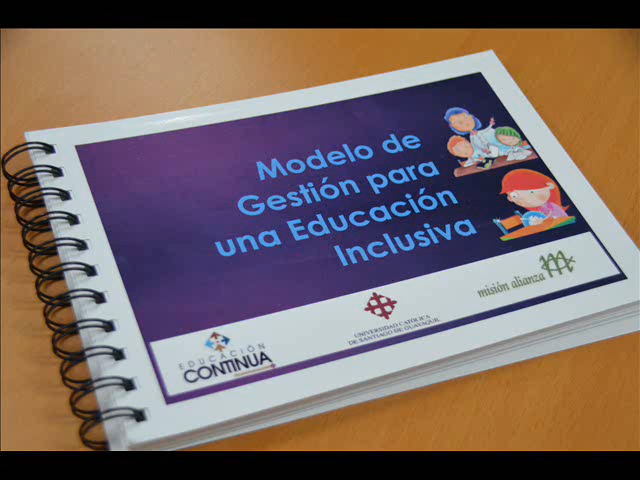 Modelo de
Gestión para
una Educación
Inclusiva
EDUCACIÓN
CONTINUA
UNIVERSIDAD CATÓLICA
DE SANTIAGO DE GUAYAQUIL
misión alianza